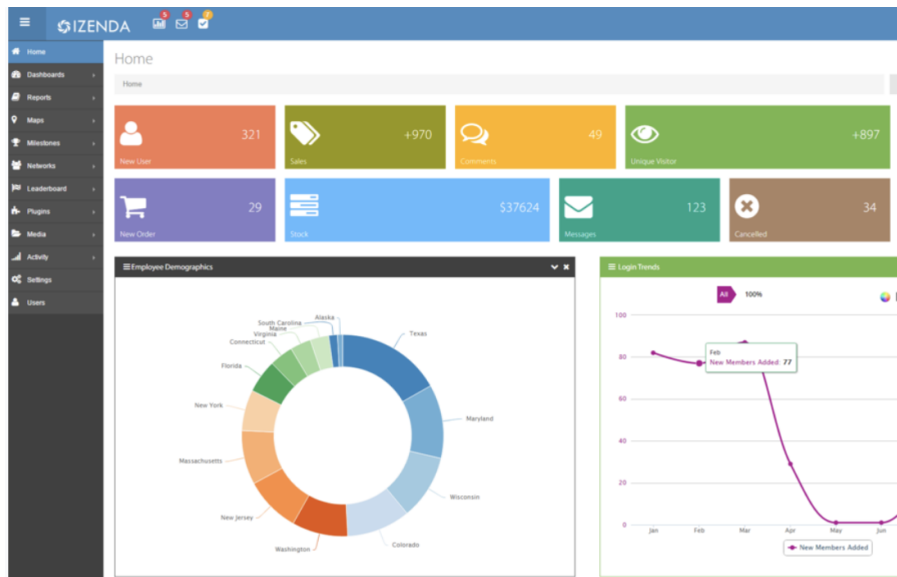 5 5 7
IZENDA
Home
Dashboards
Reports
Maps
Milestones
Networks
Leaderboard
Plugins
Media
Activity
Settings
Users
Home
Home
321
New User
+970
Sales
49
Comments
+897
Unique Visitor
29
New Order
$37624
Stock
123
Messages
34
Cancelled
Employee Demographics
Alaska
South Carolina
Maine
Virginia
Connecticut
Florida
New York
Massachusetts
New Jersey
Washington
Colorado
Wisconsin
Maryland
Texas
Login Trends
All 100%
100
80
60
40
20
0
Feb
New Members Added: 77
Jan Feb Mar Apr May Jun
New Members Added